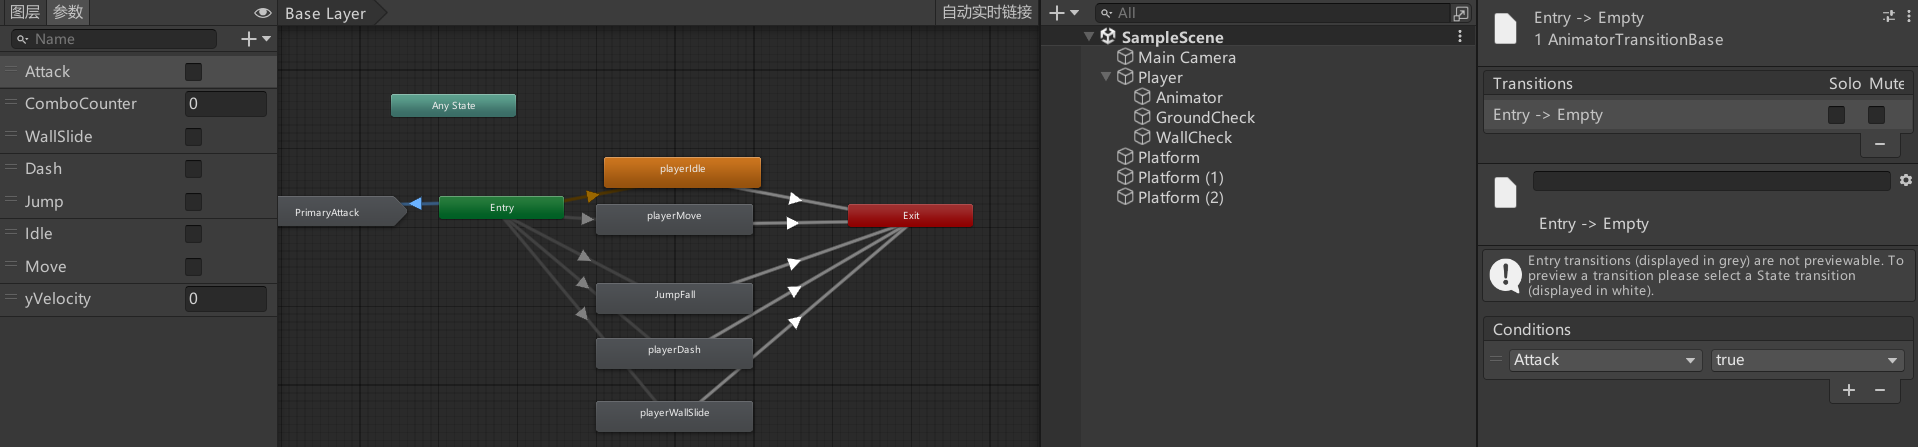 图层 参数
Name
Attack
ComboCounter 0
WallSlide
Dash
Jump
Idle
Move
yVelocity 0
Base Layer
自动实时链接
Any State
playerIdle
PrimaryAttack
Entry
playerMove
Exit
JumpFall
playerDash
playerWallSlide
All
SampleScene
Main Camera
Player
Animator
GroundCheck
WallCheck
Platform
Platform (1)
Platform (2)
Entry -> Empty
1 AnimatorTransitionBase
Transitions Solo Mute
Entry -> Empty
Entry -> Empty
Entry transitions (displayed in grey) are not previewable. To
preview a transition please select a State transition
(displayed in white).
Conditions
Attack true